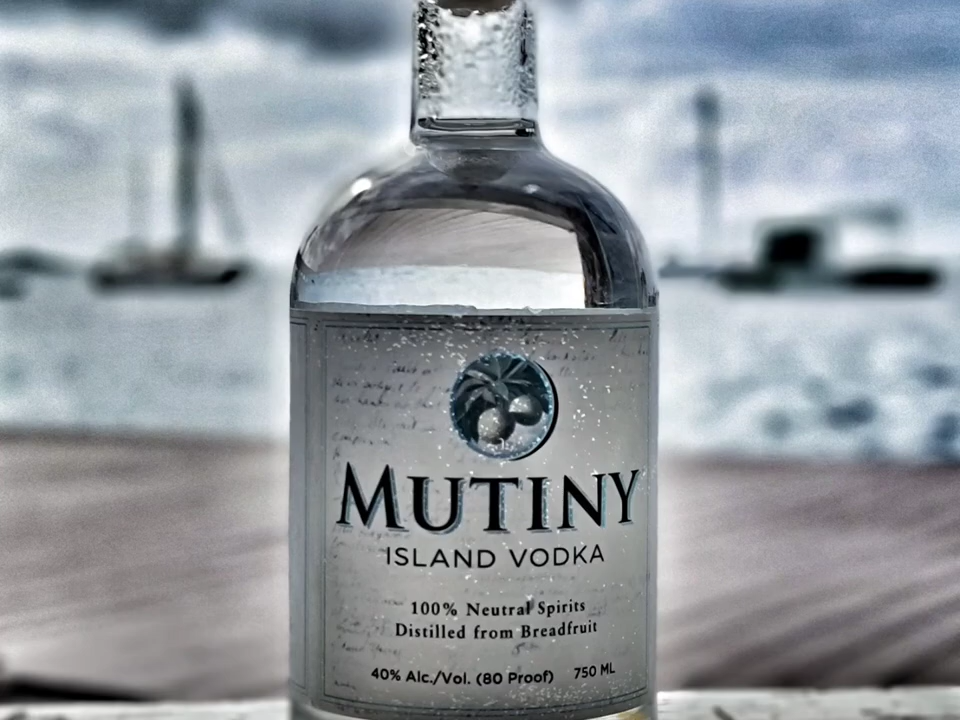 MUTINY
ISLAND VODKA
100% Neutral Spirits
Distilled from Breadfruit
40% Alc./Vol. (80 Proof) 750 ML